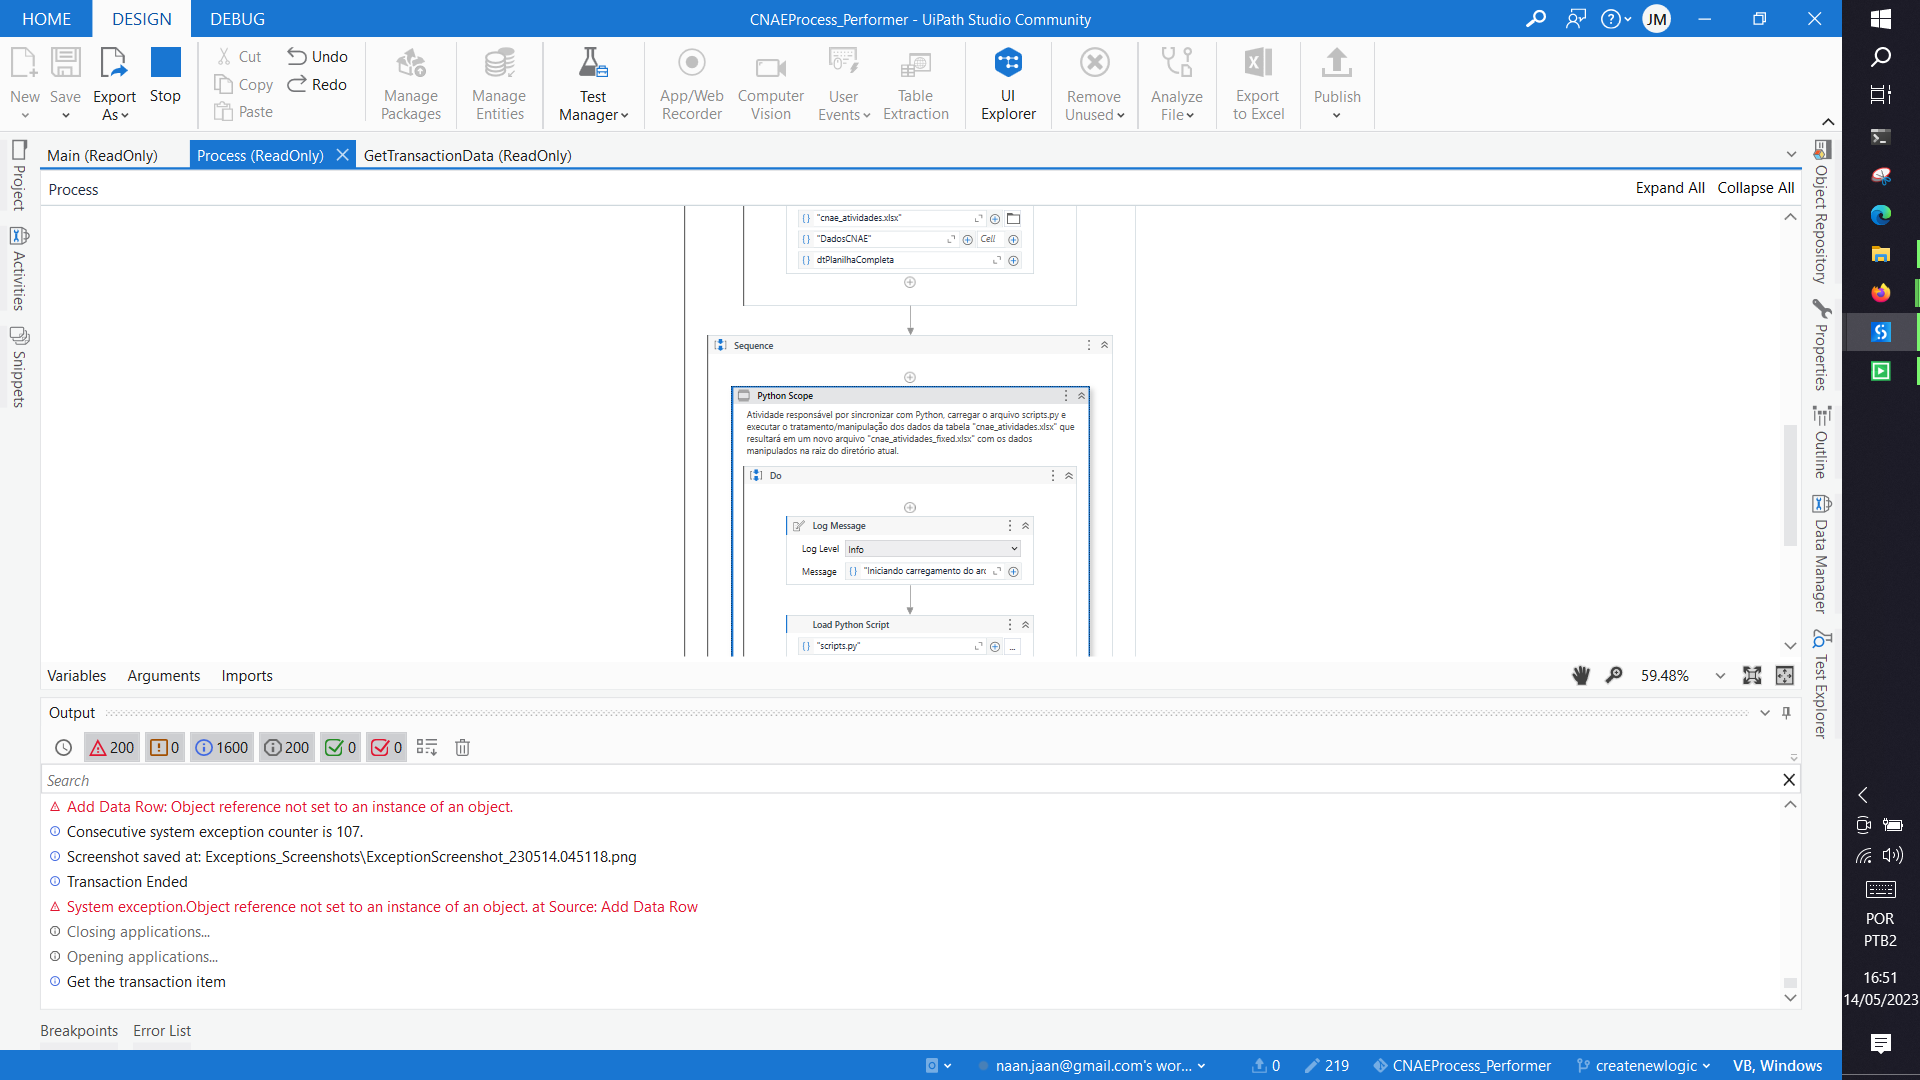 HOME DESIGN DEBUG
CNAEProcess_Performer - UiPath Studio Community
JM
New
Save
Export As
Stop
Cut
Copy
Paste
Undo
Redo
Manage Packages
Manage Entities
Test Manager
App/Web Recorder
Computer Vision
User Events
Table Extraction
UI Explorer
Remove Unused
Analyze File
Export to Excel
Publish
Main (ReadOnly)
Process (ReadOnly)
GetTransactionData (ReadOnly)
Project
Activities
Snippets
Process
Expand All Collapse All
"cnae_atividades.xlsx"
"DadosCNAE" Cell
dtPlanilhaCompleta
Sequence
Python Scope
Atividade responsável por sincronizar com Python, carregar o arquivo scripts.py e
executar o tratamento/manipulação dos dados da tabela "cnae_atividades.xlsx" que
resultará em um novo arquivo "cnae_atividades_fixed.xlsx" com os dados
manipulados na raiz do diretório atual.
Do
Log Message
Log Level Info
Message "Iniciando carregamento do arc
Load Python Script
"scripts.py"
...
Object Repository
Properties
Outline
Data Manager
Test Explorer
Variables Arguments Imports
59.48%
Output
200 0 1600 200 0 0
Search
Add Data Row: Object reference not set to an instance of an object.
Consecutive system exception counter is 107.
Screenshot saved at: Exceptions_Screenshots\ExceptionScreenshot_230514.045118.png
Transaction Ended
System exception.Object reference not set to an instance of an object. at Source: Add Data Row
Closing applications...
Opening applications...
Get the transaction item
Breakpoints Error List
naan.jaan@gmail.com's wor...
0
219
CNAEProcess_Performer
createnewlogic
VB, Windows
POR
PTB2
16:51
14/05/2023